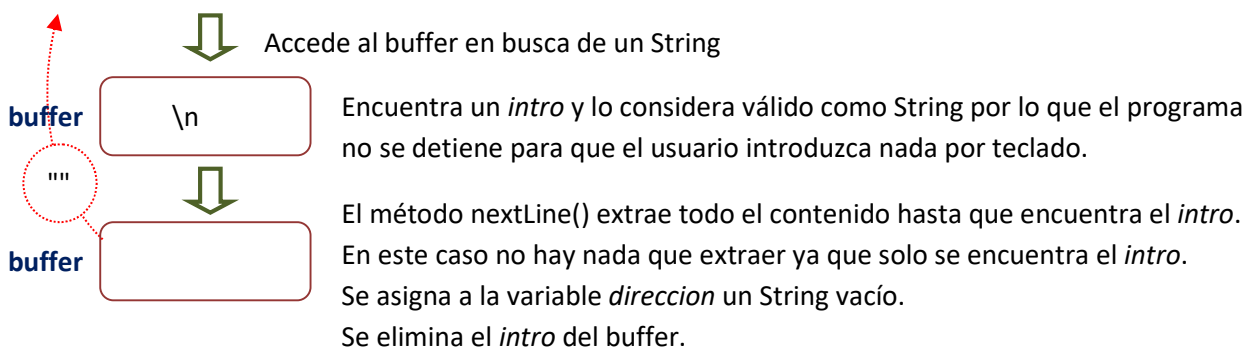 Accede al buffer en busca de un String
buffer
\n
Encuentra un intro y lo considera válido como String por lo que el programa
no se detiene para que el usuario introduzca nada por teclado.
""
El método nextLine() extrae todo el contenido hasta que encuentra el intro.
buffer
En este caso no hay nada que extraer ya que solo se encuentra el intro.
Se asigna a la variable direccion un String vacío.
Se elimina el intro del buffer.